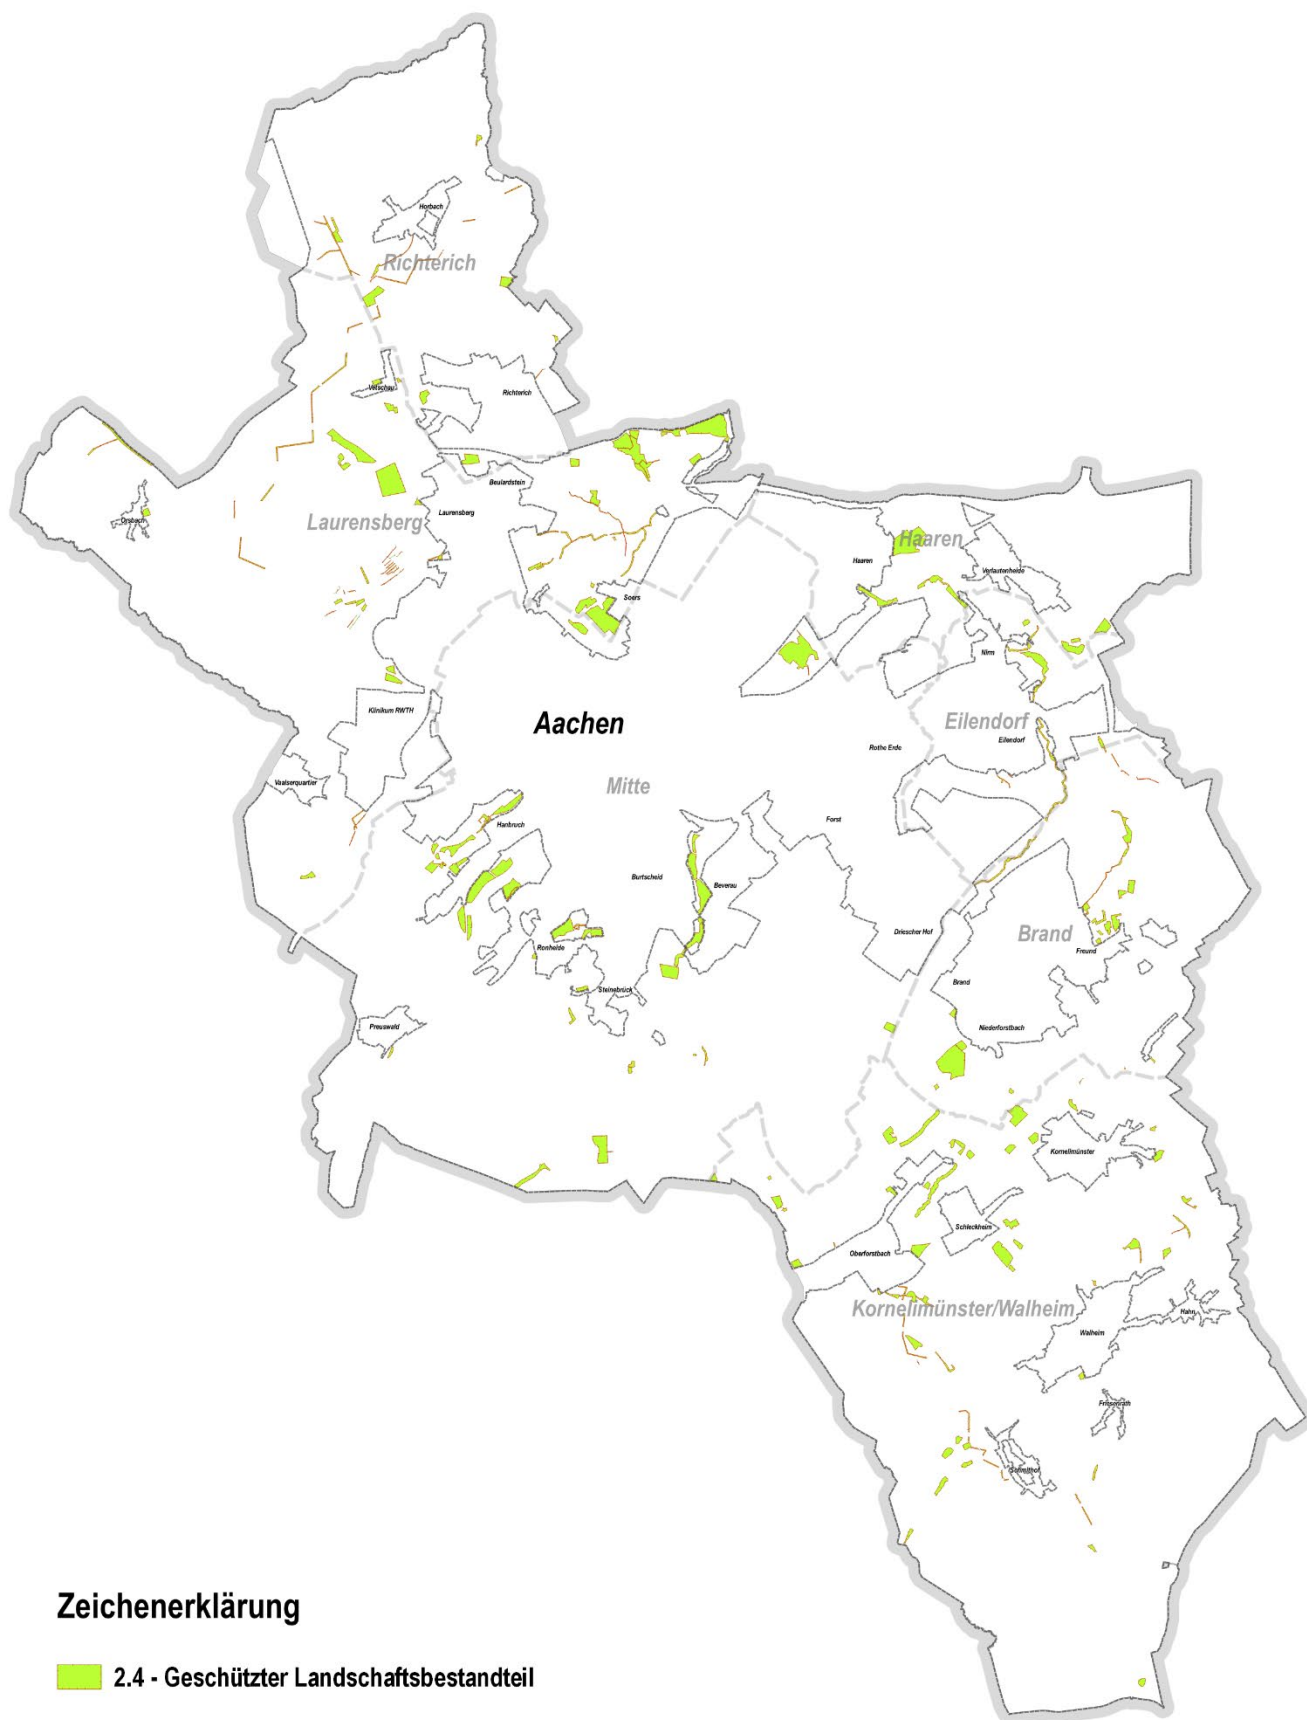 Horbach
Richterich
Vetschau
Richterich
Beulardstein
Laurensberg
Orsbach
Laurensberg
Haaren
Haaren
Verlautenheide
Soers
Nirm
Klinikum RWTH
Aachen
Eilendorf
Eilendorf
Rothe Erde
Vaalserquartier
Mitte
Hanbruch
Forst
Burtscheid
Beverau
Driescher Hof
Brand
Freund
Ronheide
Steinebrück
Brand
Preuswald
Niederforstbach
Kornelimünster
Schleckheim
Oberforstbach
Kornelimünster/Walheim
Hahn
Walheim
Friesenrath
Schmithof
Zeichenerklärung
2.4 - Geschützter Landschaftsbestandteil